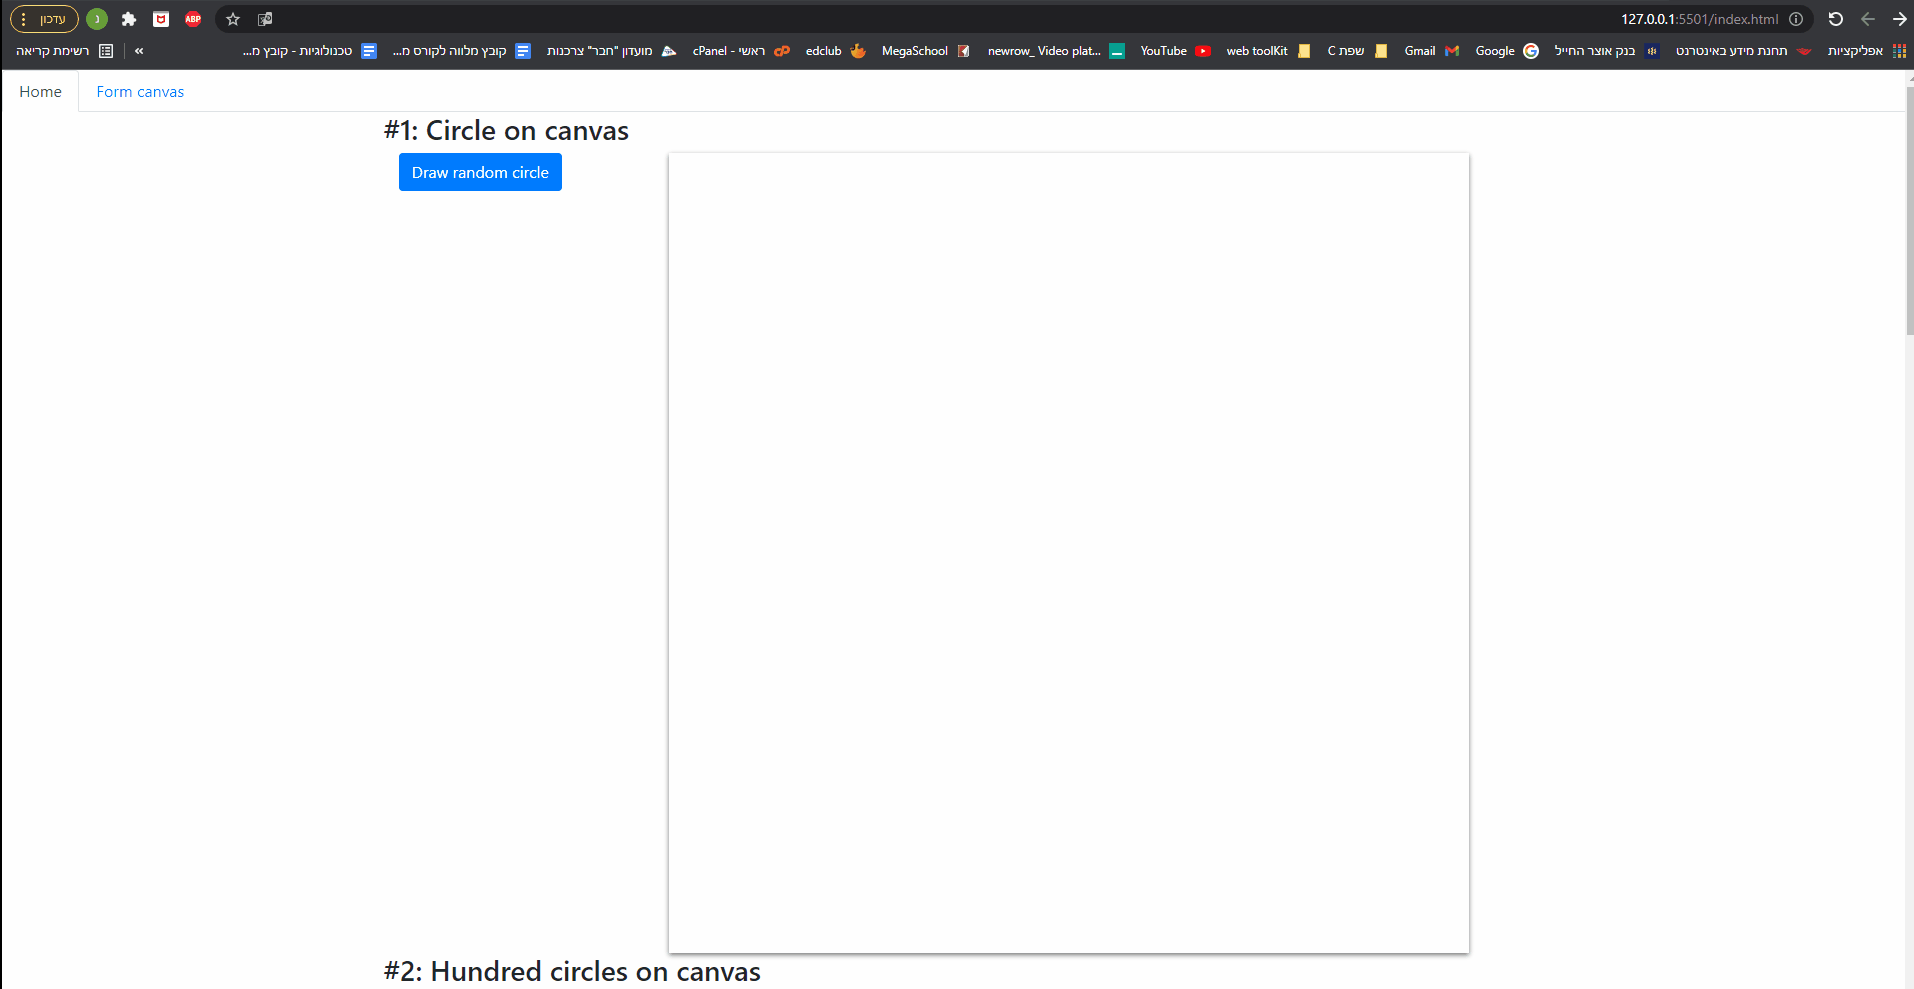 עדכון
נ
ABP
127.0.0.1:5501/index.html
אפליקציות
תחנת מידע באינטרנט
בנק אוצר החייל
Google
Gmail
שפת C
web toolKit
YouTube
newrow_ Video plat...
MegaSchool
edclub
cPanel - ראשי
מועדון "חבר" צרכנות
קובץ מלווה לקורס מ...
טכנולוגיות - קובץ מ...
«
רשימת קריאה
Home
Form canvas
#1: Circle on canvas
Draw random circle
#2: Hundred circles on canvas